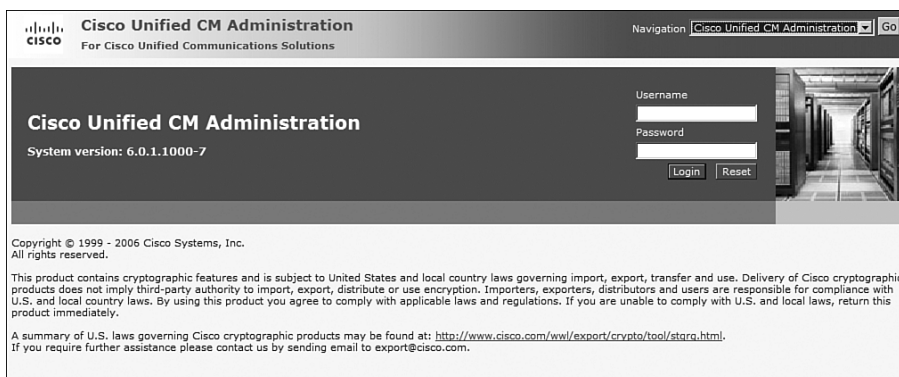 CISCO
Cisco Unified CM Administration
For Cisco Unified Communications Solutions
Navigation Cisco Unified CM Administration Go
Cisco Unified CM Administration
System version: 6.0.1.1000-7
Username
Password
Login Reset
Copyright © 1999 - 2006 Cisco Systems, Inc.
All rights reserved.
This product contains cryptographic features and is subject to United States and local country laws governing import, export, transfer and use. Delivery of Cisco cryptographic
products does not imply third-party authority to import, export, distribute or use encryption. Importers, exporters, distributors and users are responsible for compliance with
U.S. and local country laws. By using this product you agree to comply with applicable laws and regulations. If you are unable to comply with U.S. and local laws, return this
product immediately.
A summary of U.S. laws governing Cisco cryptographic products may be found at: http://www.cisco.com/wwl/export/crypto/tool/stqrg.html.
If you require further assistance please contact us by sending email to export@cisco.com.